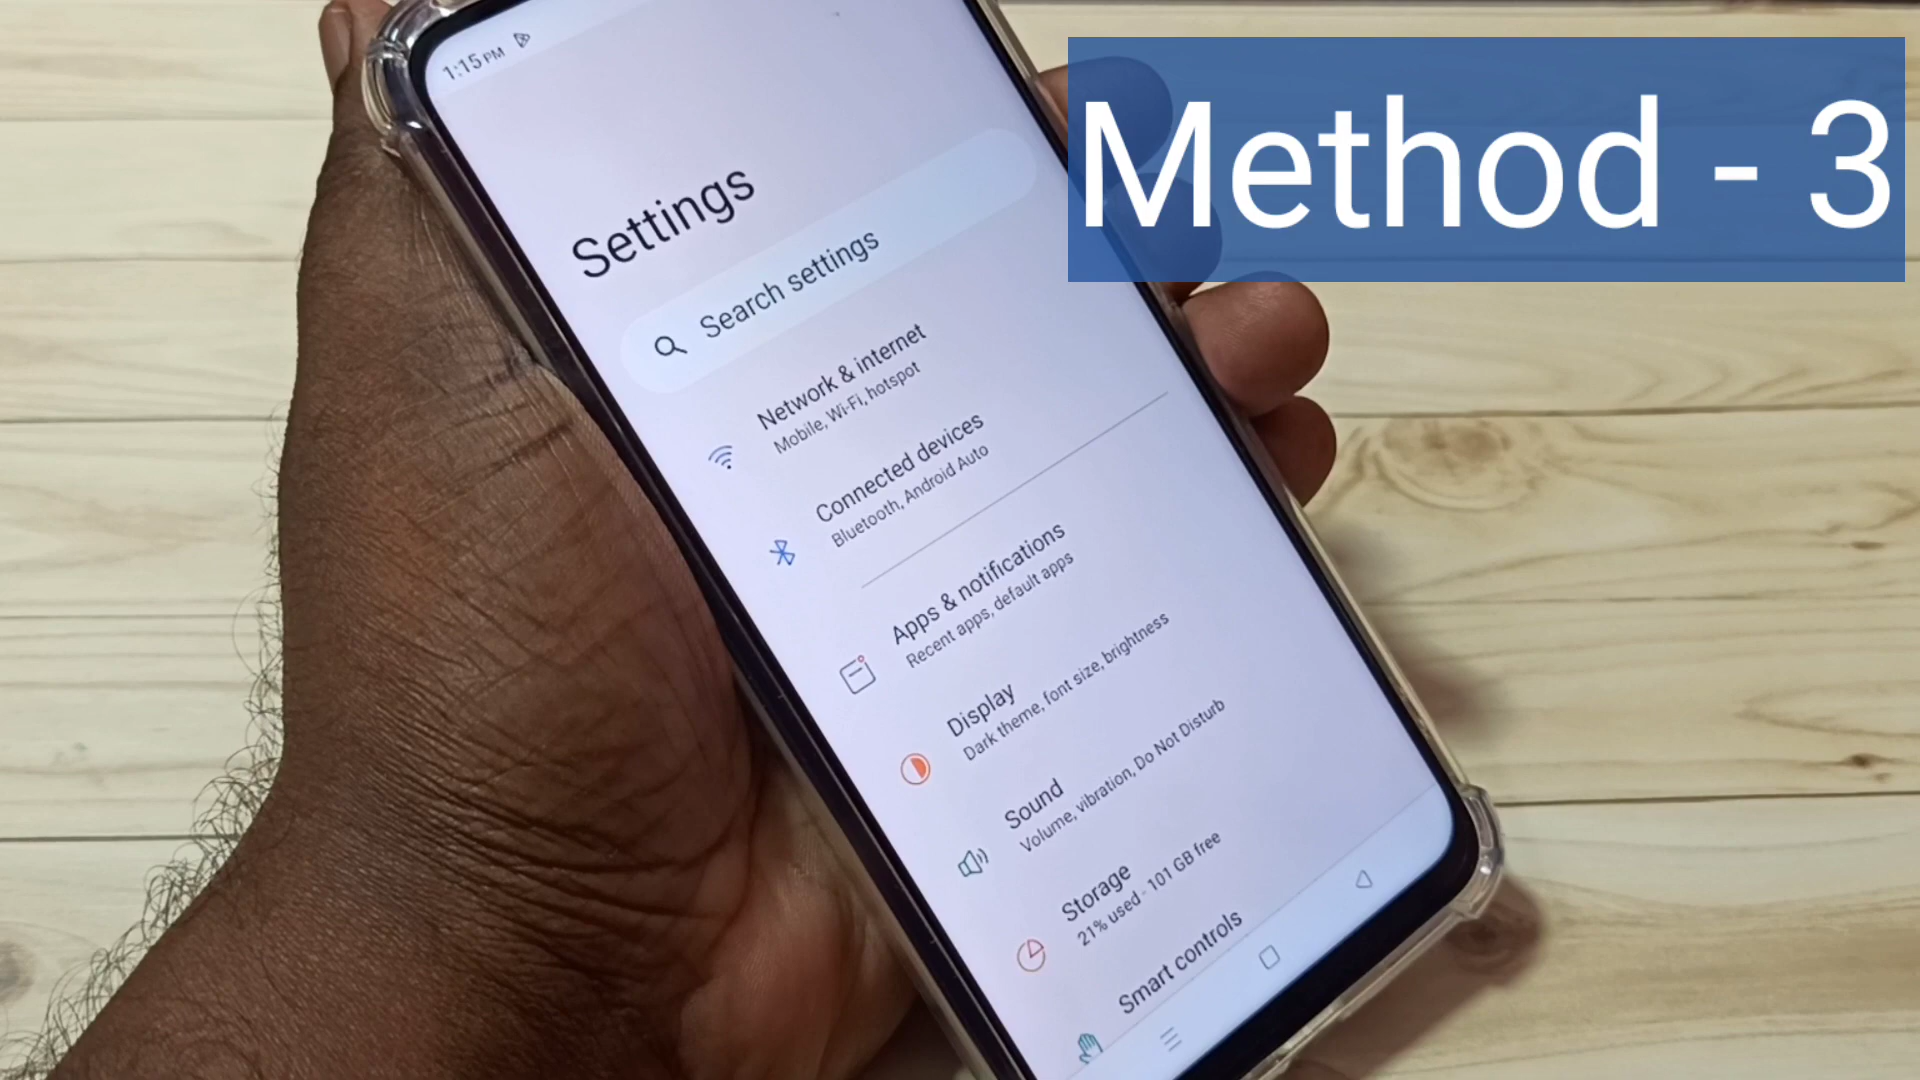 1:15 PM
Method - 3
Settings
Search settings
Network & internet
Mobile, Wi-Fi, hotspot
Connected devices
Bluetooth, Android Auto
Apps & notifications
Recent apps, default apps
Display
Dark theme, font size, brightness
Sound
Volume, vibration, Do Not Disturb
Storage
21% used · 101 GB free
Smart controls